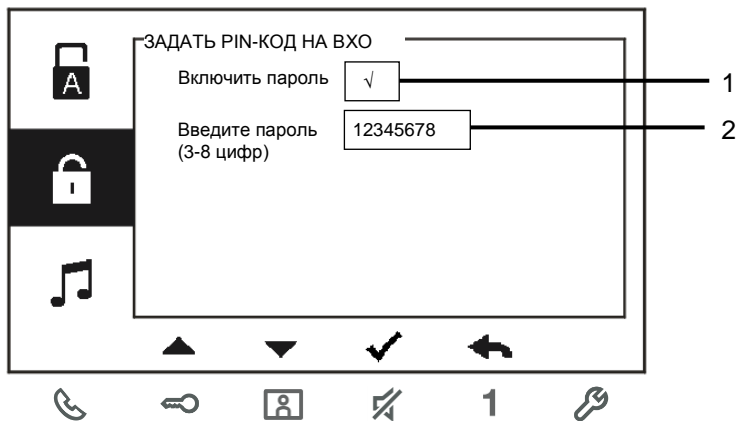 ЗАДАТЬ PIN-КОД НА ВХО
Включить пароль √ 1
Введите пароль 12345678 2
(3-8 цифр)
A
1